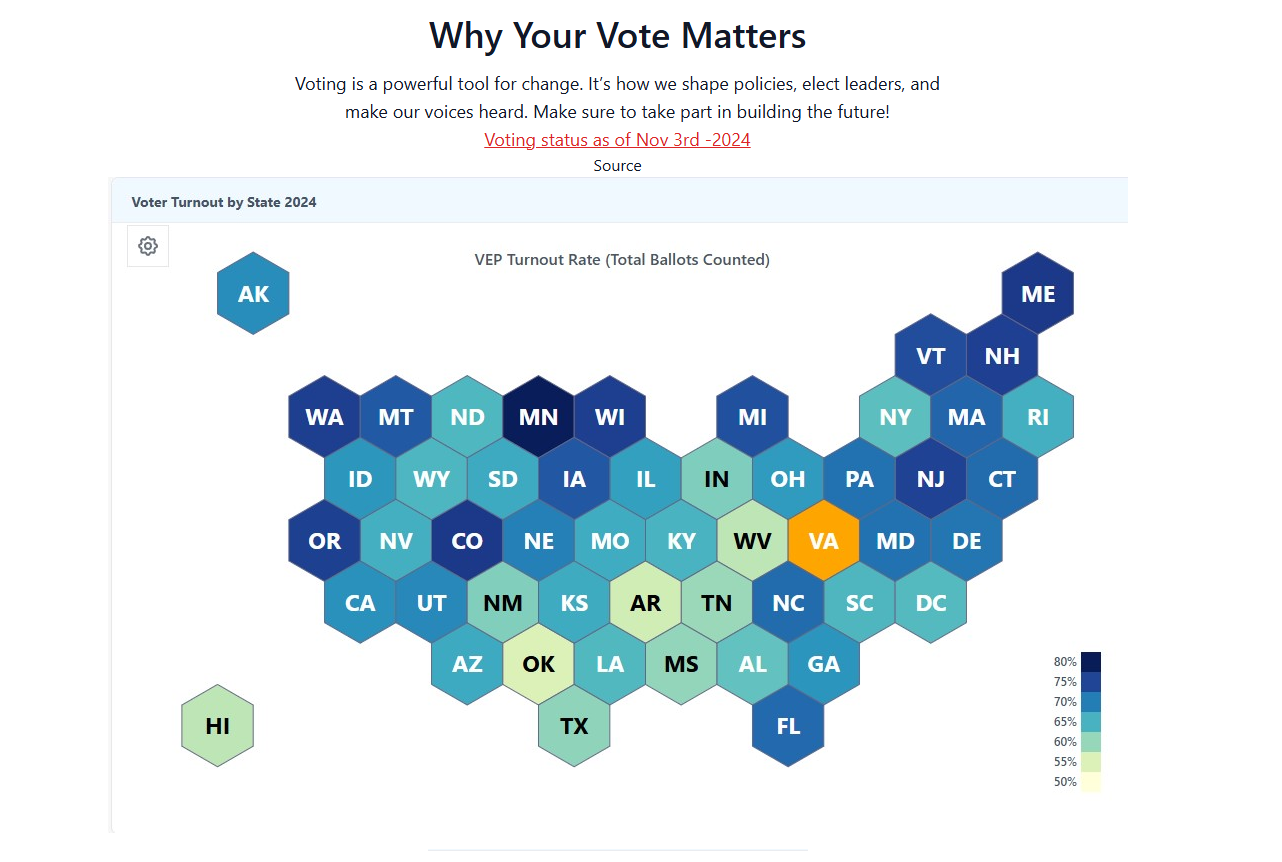 Why Your Vote Matters
Voting is a powerful tool for change. It’s how we shape policies, elect leaders, and
make our voices heard. Make sure to take part in building the future!
Voting status as of Nov 3rd -2024
Source
Voter Turnout by State 2024
VEP Turnout Rate (Total Ballots Counted)
AK ME
VT NH
WA MT ND MN WI MI NY MA RI
ID WY SD IA IL IN OH PA NJ CT
OR NV CO NE MO KY WV VA MD DE
CA UT NM KS AR TN NC SC DC
AZ OK LA MS AL GA
HI TX FL
80%
75%
70%
65%
60%
55%
50%